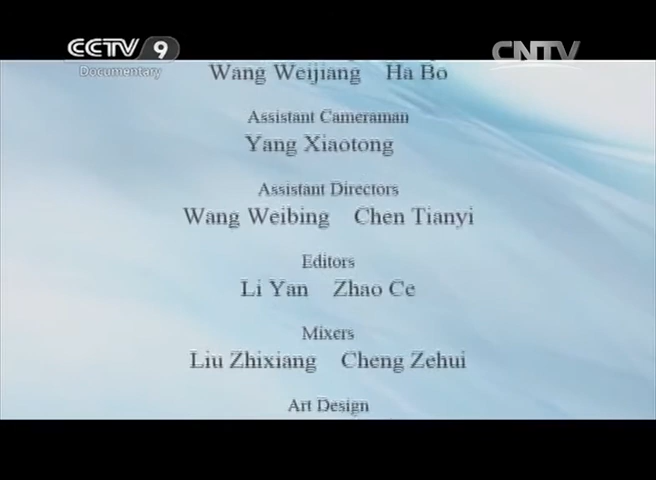 CCTV 9
Documentary
CNTV
Wang Weijiang Ha Bo
Assistant Cameraman
Yang Xiaotong
Assistant Directors
Wang Weibing Chen Tianyi
Editors
Li Yan Zhao Ce
Mixers
Liu Zhixiang Cheng Zehui
Art Design